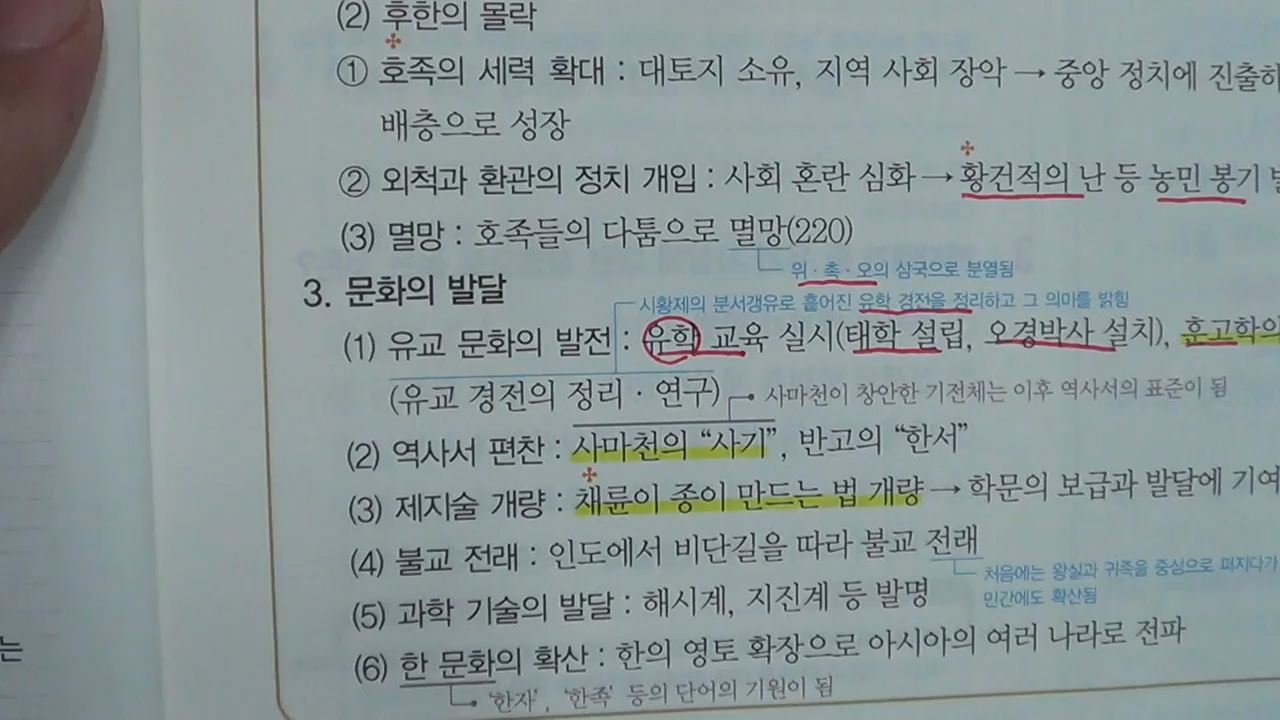 (2) 후한의 몰락
① 호족의 세력 확대 : 대토지 소유, 지역 사회 장악 → 중앙 정치에 진출하
배층으로 성장
② 외척과 환관의 정치 개입 : 사회 혼란 심화 → 황건적의 난 등 농민 봉기
(3) 멸망 : 호족들의 다툼으로 멸망(220)
위·촉·오의 삼국으로 분열됨
3. 문화의 발달
시황제의 분서갱유로 흩어진 유학 경전을 정리하고 그 의미를 밝힘
(1) 유교 문화의 발전 : 유학 교육 실시(태학 설립, 오경박사 설치), 훈고학의
(유교 경전의 정리·연구)
사마천이 창안한 기전체는 이후 역사서의 표준이 됨
(2) 역사서 편찬 : 사마천의 “사기”, 반고의 “한서”
(3) 제지술 개량 : 채륜이 종이 만드는 법 개량 → 학문의 보급과 발달에 기여
(4) 불교 전래 : 인도에서 비단길을 따라 불교 전래
처음에는 왕실과 귀족을 중심으로 퍼지다가
민간에도 확산됨
(5) 과학 기술의 발달 : 해시계, 지진계 등 발명
(6) 한 문화의 확산 : 한의 영토 확장으로 아시아의 여러 나라로 전파
‘한자’, ‘한족’ 등의 단어의 기원이 됨
는